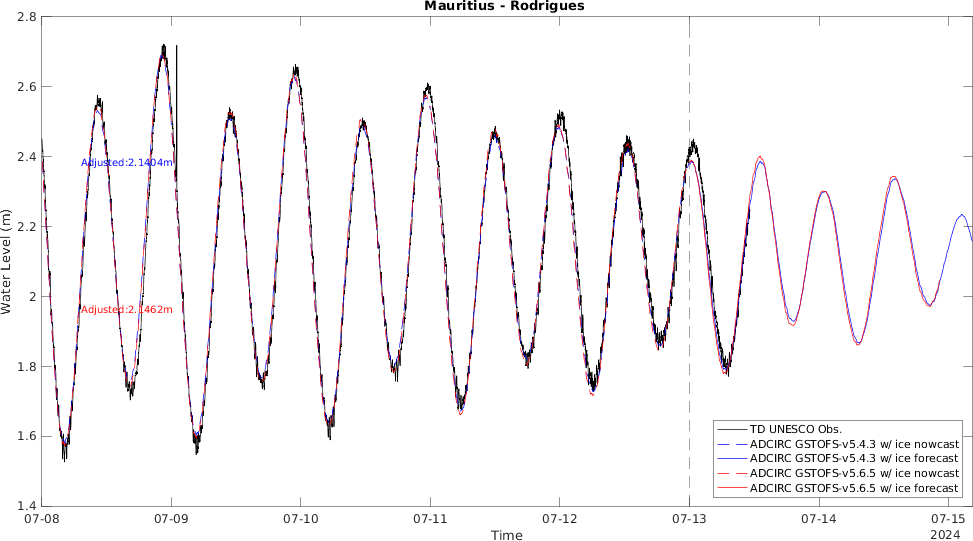 Mauritius - Rodrigues
2.8
2.6
2.4
2.2
2
1.8
1.6
1.4
Water Level (m)
Adjusted:2.1404m
Adjusted:2.1462m
TD UNESCO Obs.
ADCIRC GSTOFS-v5.4.3 w/ ice nowcast
ADCIRC GSTOFS-v5.4.3 w/ ice forecast
ADCIRC GSTOFS-v5.6.5 w/ ice nowcast
ADCIRC GSTOFS-v5.6.5 w/ ice forecast
07-08 07-09 07-10 07-11 07-12 07-13 07-14 07-15
Time
2024